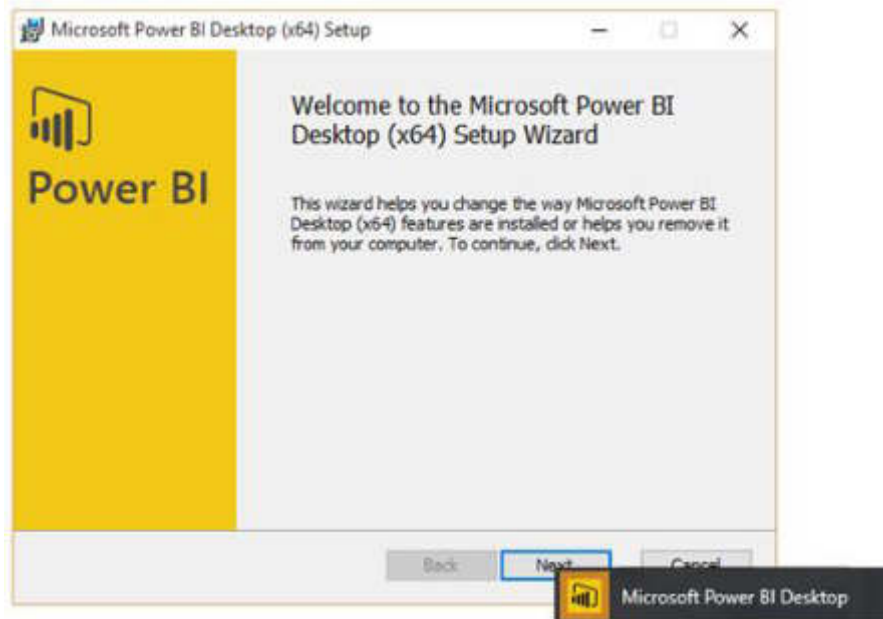 Microsoft Power BI Desktop (x64) Setup
Power BI
Welcome to the Microsoft Power BI
Desktop (x64) Setup Wizard
This wizard helps you change the way Microsoft Power BI
Desktop (x64) features are installed or helps you remove it
from your computer. To continue, click Next.
Back
Next
Cancel
Microsoft Power BI Desktop